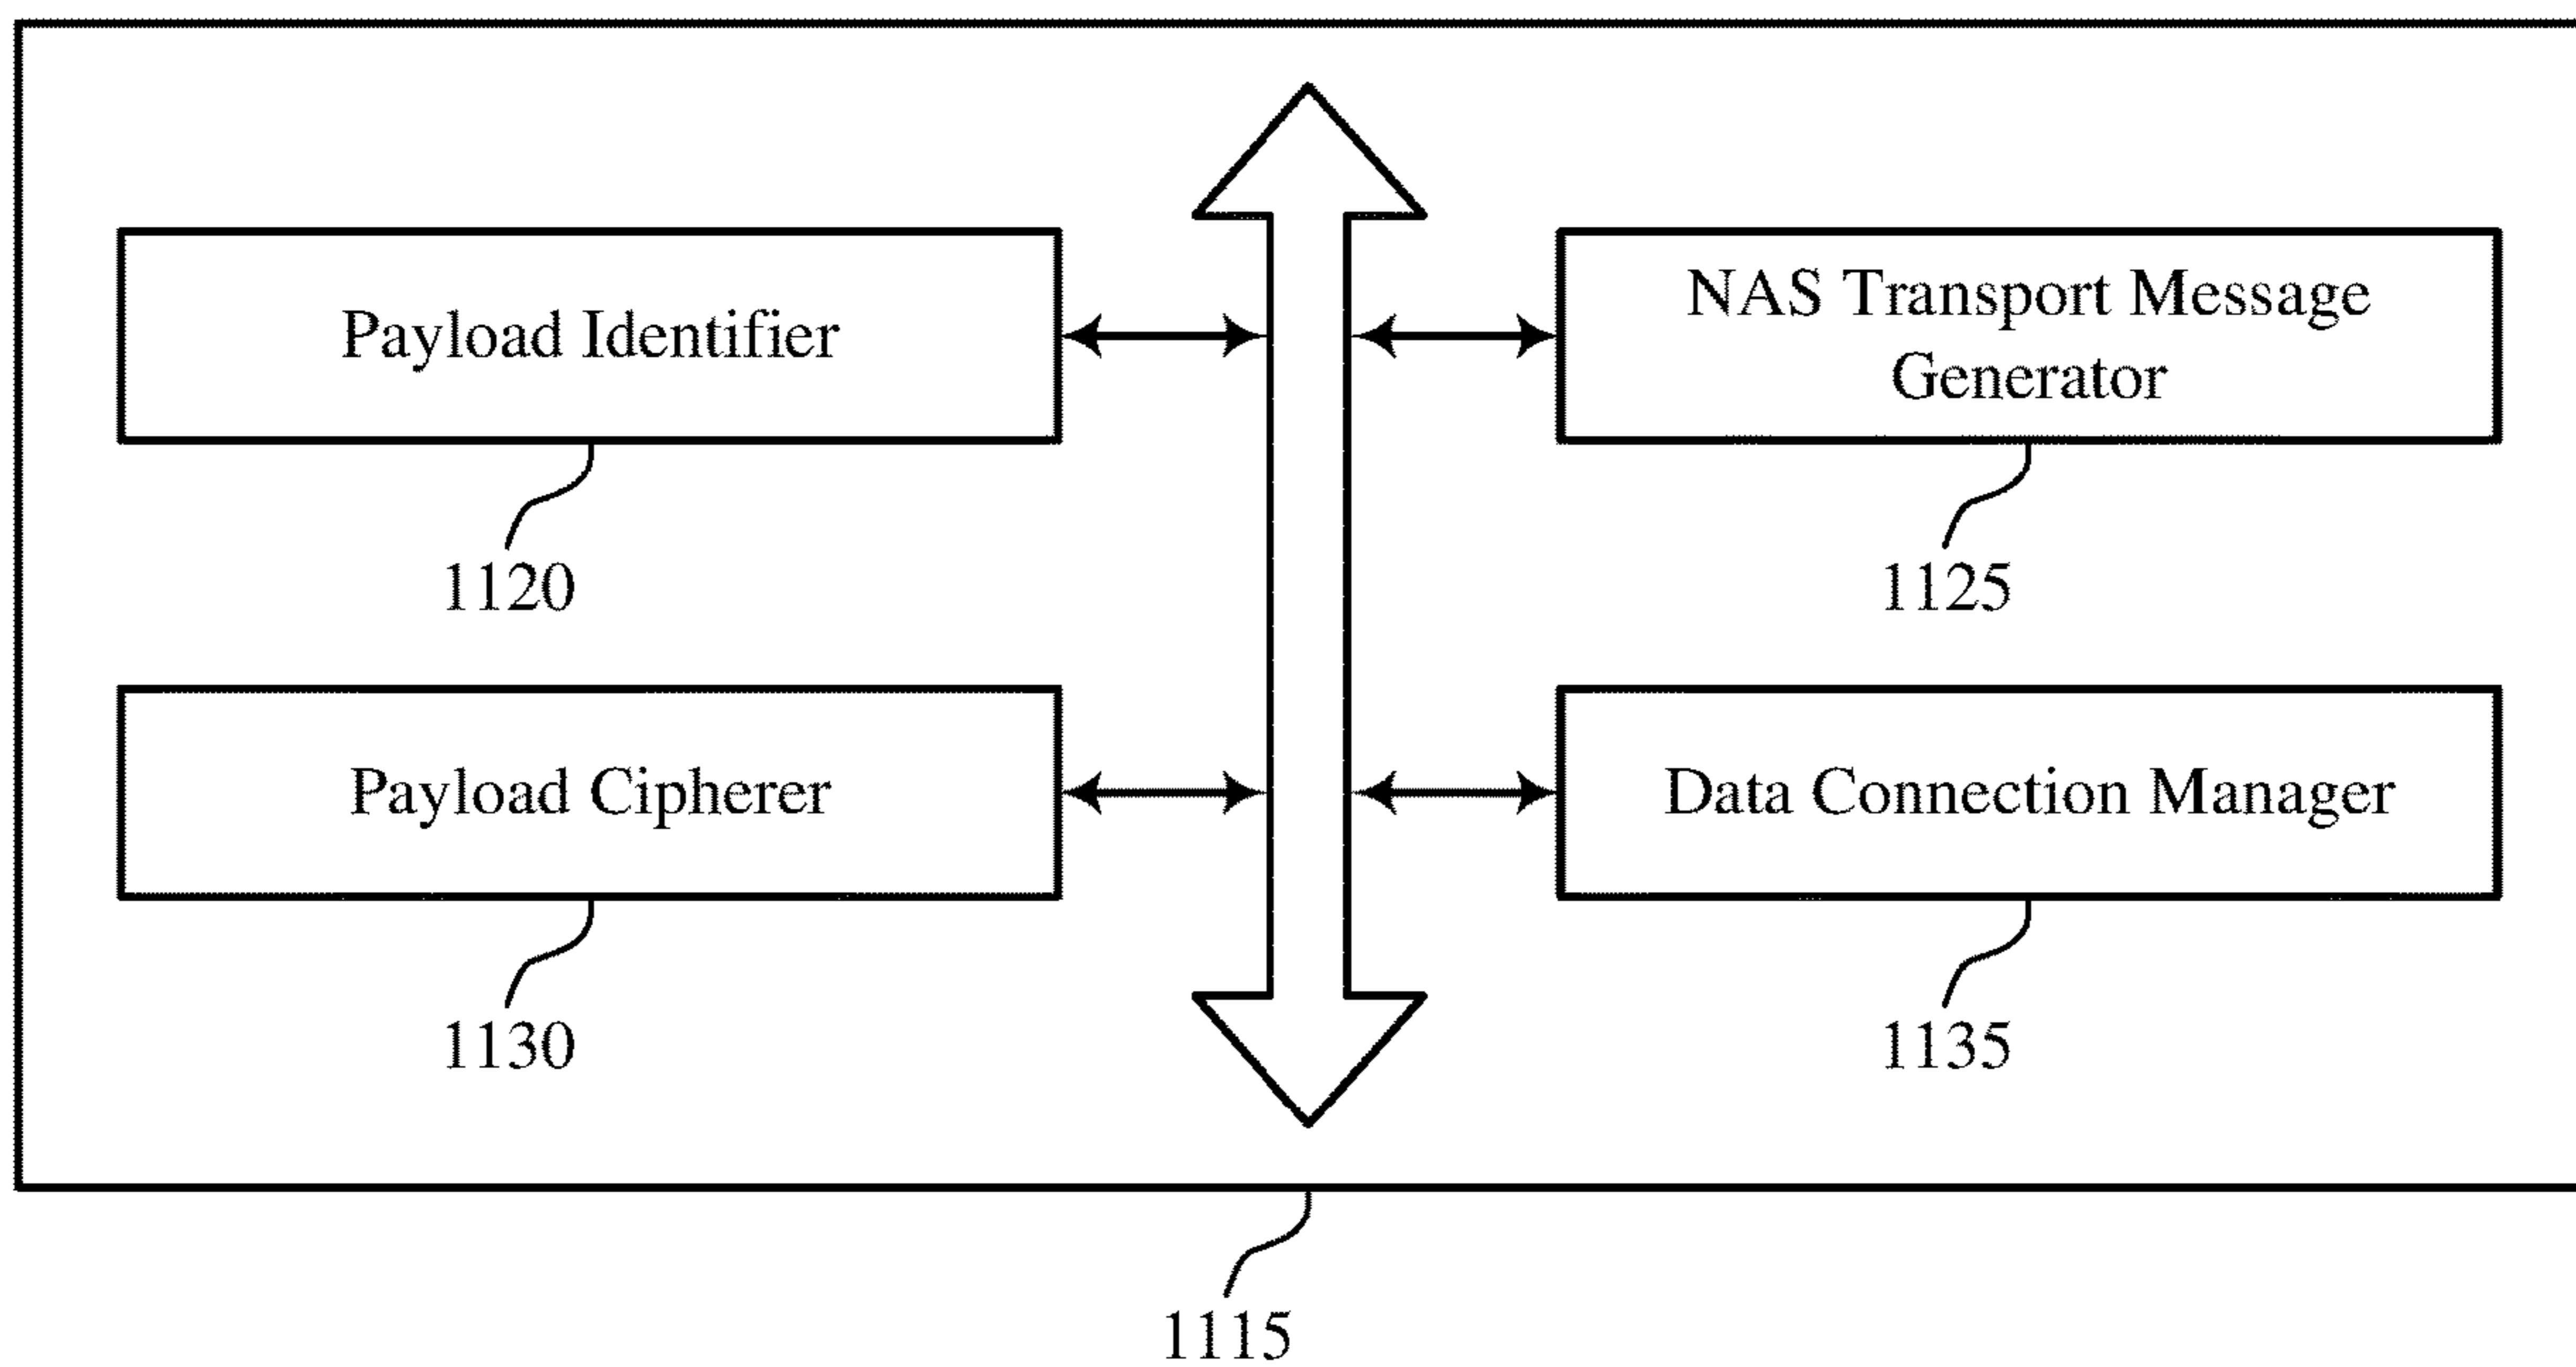 Payload Identifier
NAS Transport Message
Generator
1120
1125
Payload Cipherer
Data Connection Manager
1130
1135
1115